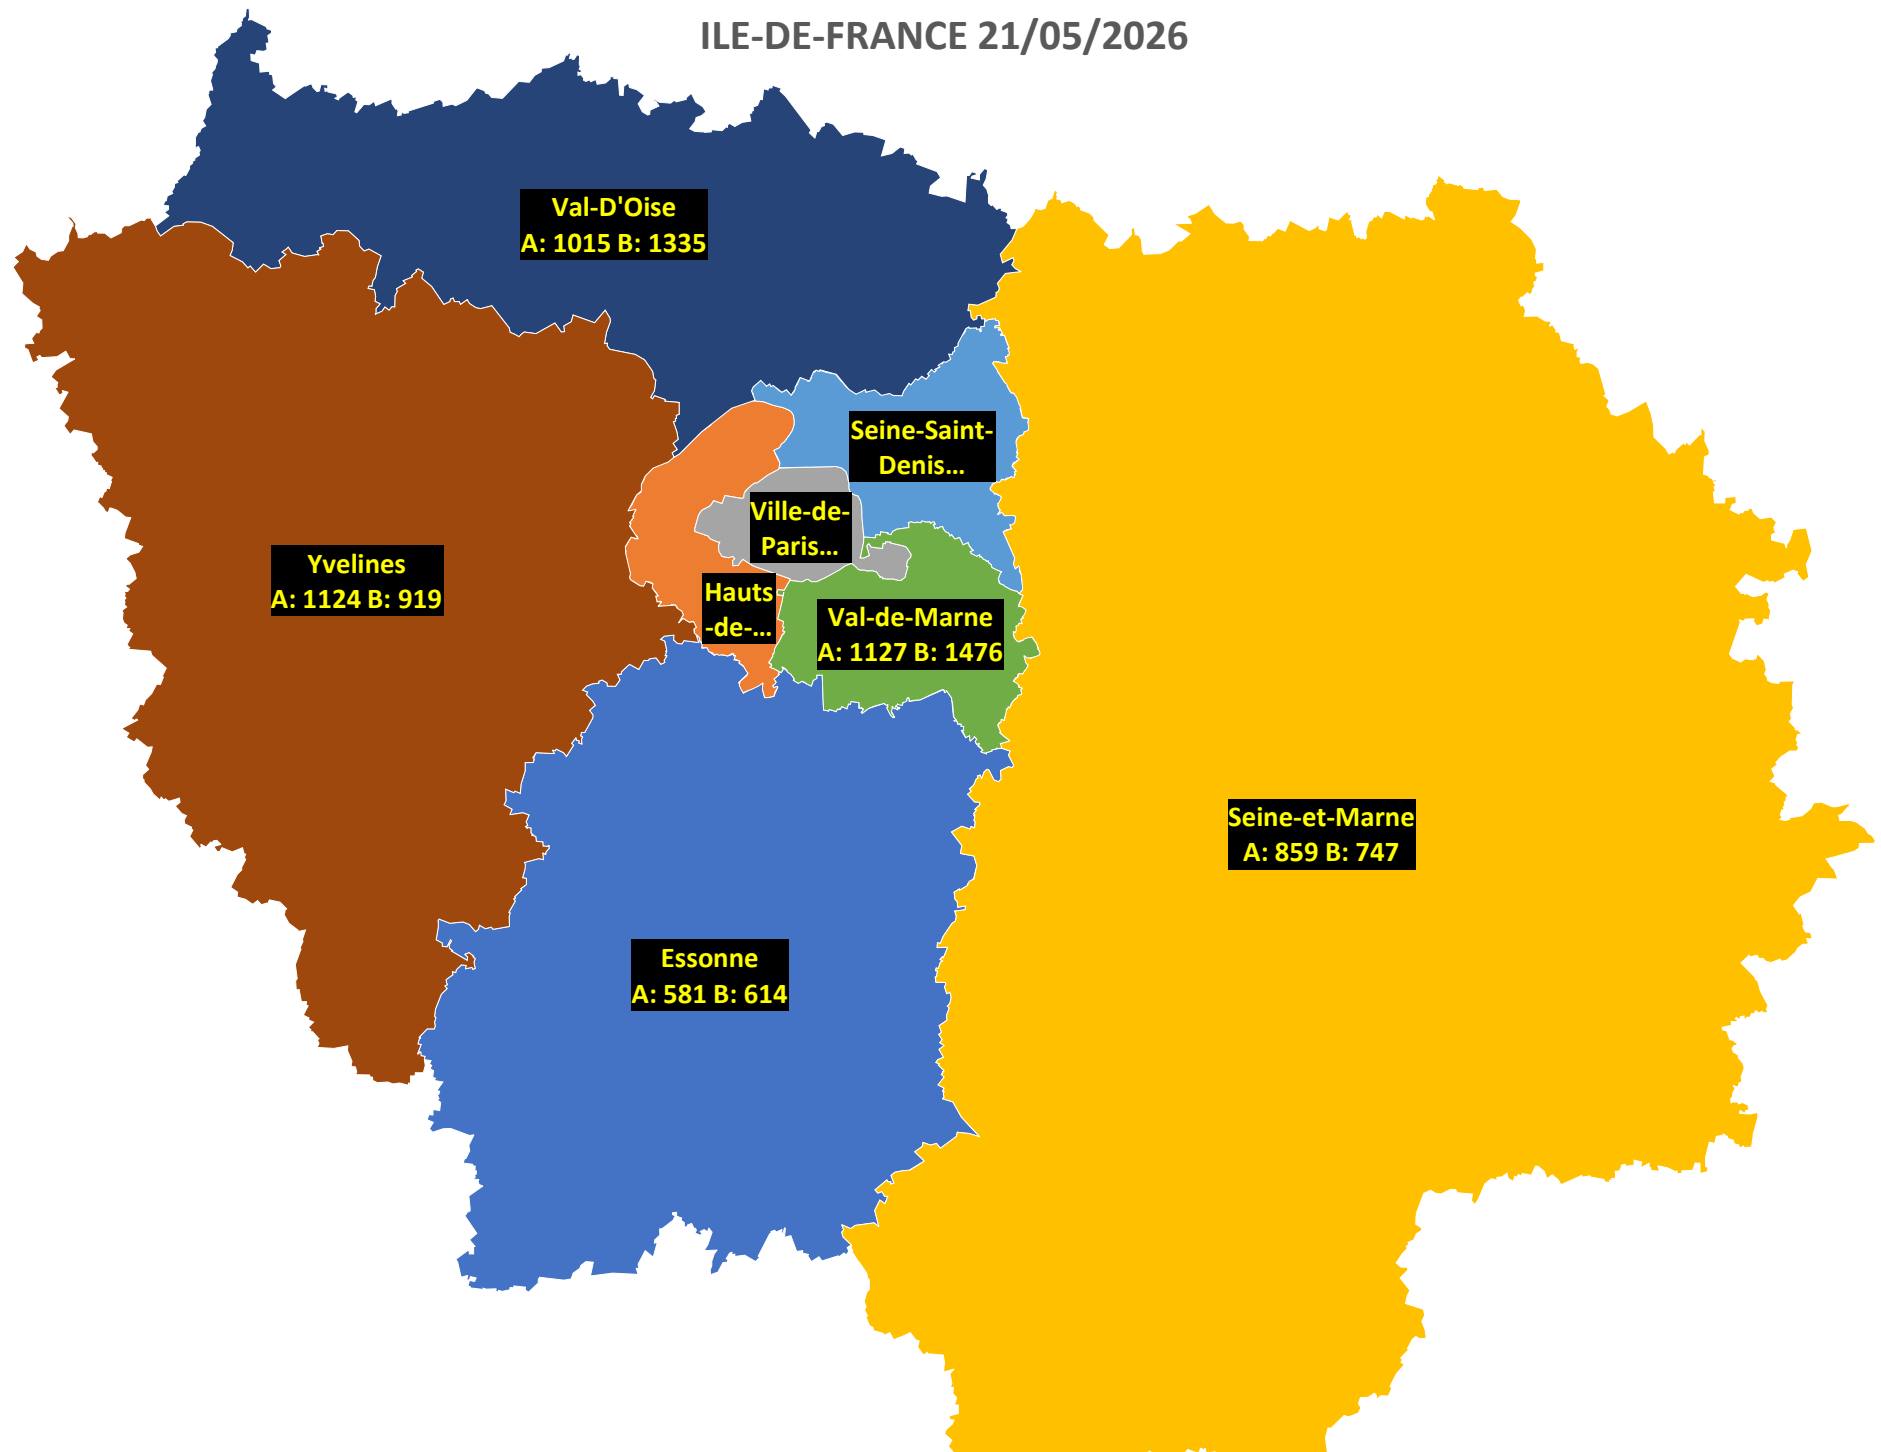 ILE-DE-FRANCE 21/05/2026
Val-D'Oise
A: 1015 B: 1335
Seine-Saint-
Denis...
Ville-de-
Paris...
Yvelines
A: 1124 B: 919
Hauts
-de-...
Val-de-Marne
A: 1127 B: 1476
Seine-et-Marne
A: 859 B: 747
Essonne
A: 581 B: 614